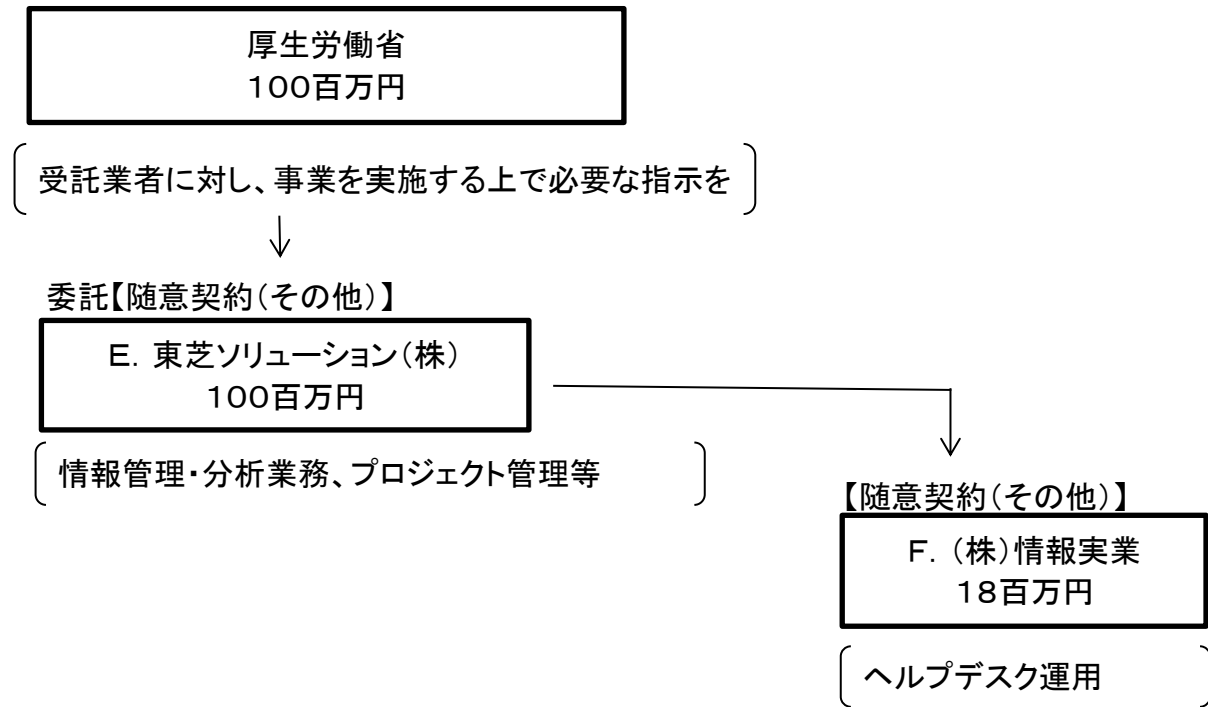 厚生労働省
100百万円
受託業者に対し、事業を実施する上で必要な指示を
委託【随意契約(その他)】
E. 東芝ソリューション(株)
100百万円
情報管理・分析業務、プロジェクト管理等
【随意契約(その他)】
F. (株)情報実業
18百万円
ヘルプデスク運用